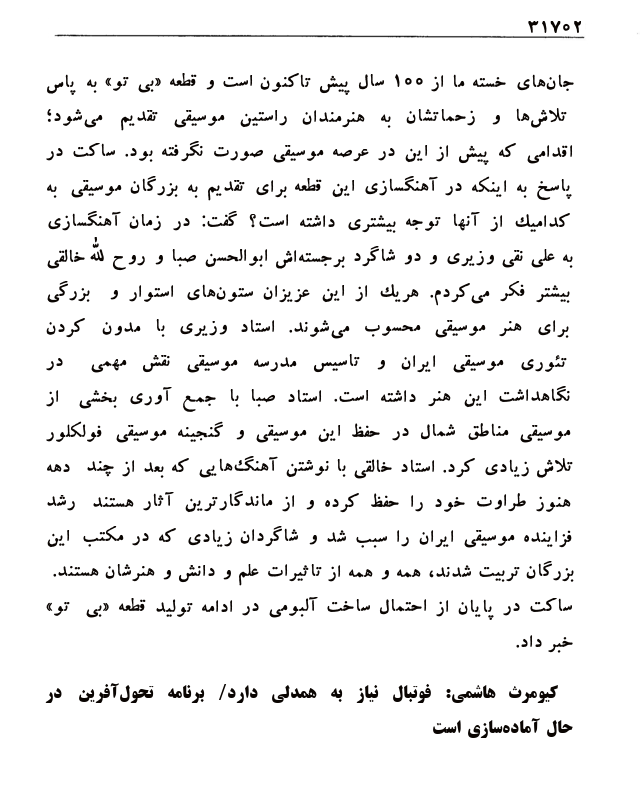 ۳۱۷۰۲
جان‌های خسته ما از ۱۰۰ سال پیش تاکنون است و قطعه «بی تو» به پاس
تلاش‌ها و زحماتشان به هنرمندان راستین موسیقی تقدیم می‌شود؛
اقدامی که پیش از این در عرصه موسیقی صورت نگرفته بود. ساکت در
پاسخ به اینکه در آهنگسازی این قطعه برای تقدیم به بزرگان موسیقی به
کدامیك از آنها توجه بیشتری داشته است؟ گفت: در زمان آهنگسازی
به علی نقی وزیری و دو شاگرد برجسته‌اش ابوالحسن صبا و روح لله خالقی
بیشتر فکر می‌کردم. هریك از این عزیزان ستون‌های استوار و بزرگی
برای هنر موسیقی محسوب می‌شوند. استاد وزیری با مدون کردن
تئوری موسیقی ایران و تاسیس مدرسه موسیقی نقش مهمی در
نگاهداشت این هنر داشته است. استاد صبا با جمع آوری بخشی از
موسیقی مناطق شمال در حفظ این موسیقی و گنجینه موسیقی فولکلور
تلاش زیادی کرد. استاد خالقی با نوشتن آهنگ‌هایی که بعد از چند دهه
هنوز طراوت خود را حفظ کرده و از ماندگارترین آثار هستند رشد
فزاینده موسیقی ایران را سبب شد و شاگردان زیادی که در مکتب این
بزرگان تربیت شدند، همه و همه از تاثیرات علم و دانش و هنرشان هستند.
ساکت در پایان از احتمال ساخت آلبومی در ادامه تولید قطعه «بی تو»
خبر داد.
کیومرث هاشمی: فوتبال نیاز به همدلی دارد/ برنامه تحول‌آفرین در
حال آماده‌سازی است